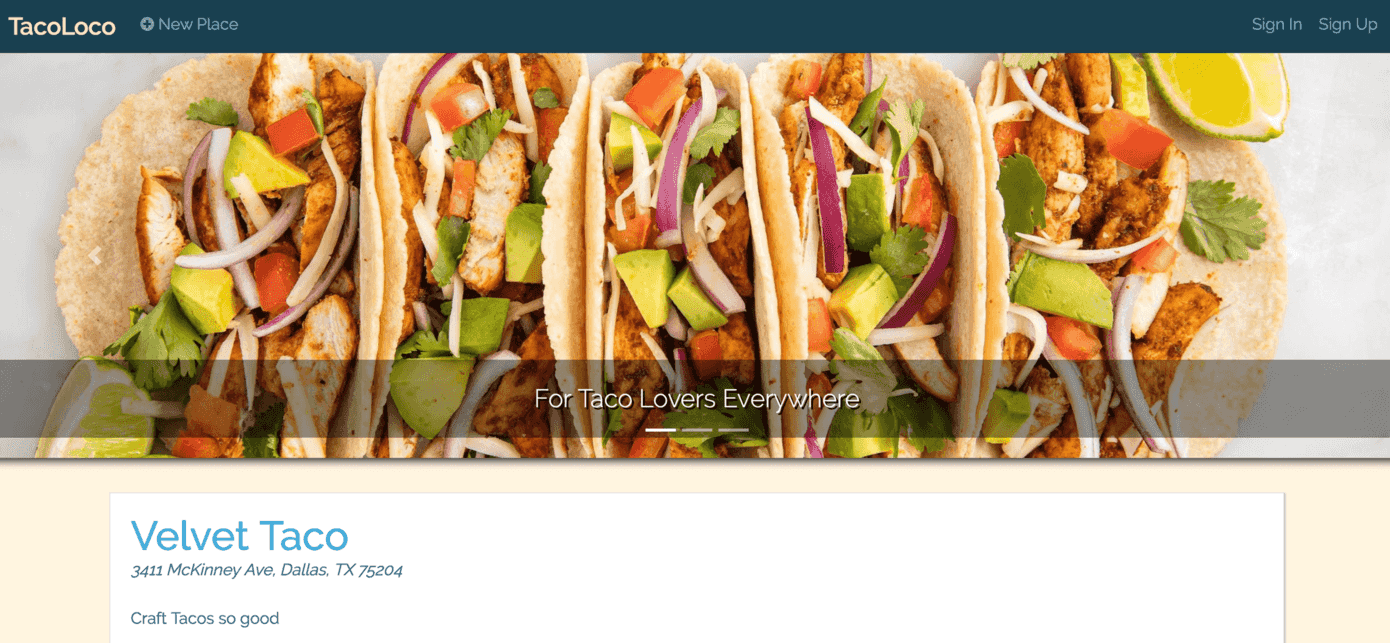 TacoLoco New Place Sign In Sign Up
For Taco Lovers Everywhere
Velvet Taco
3411 McKinney Ave, Dallas, TX 75204
Craft Tacos so good